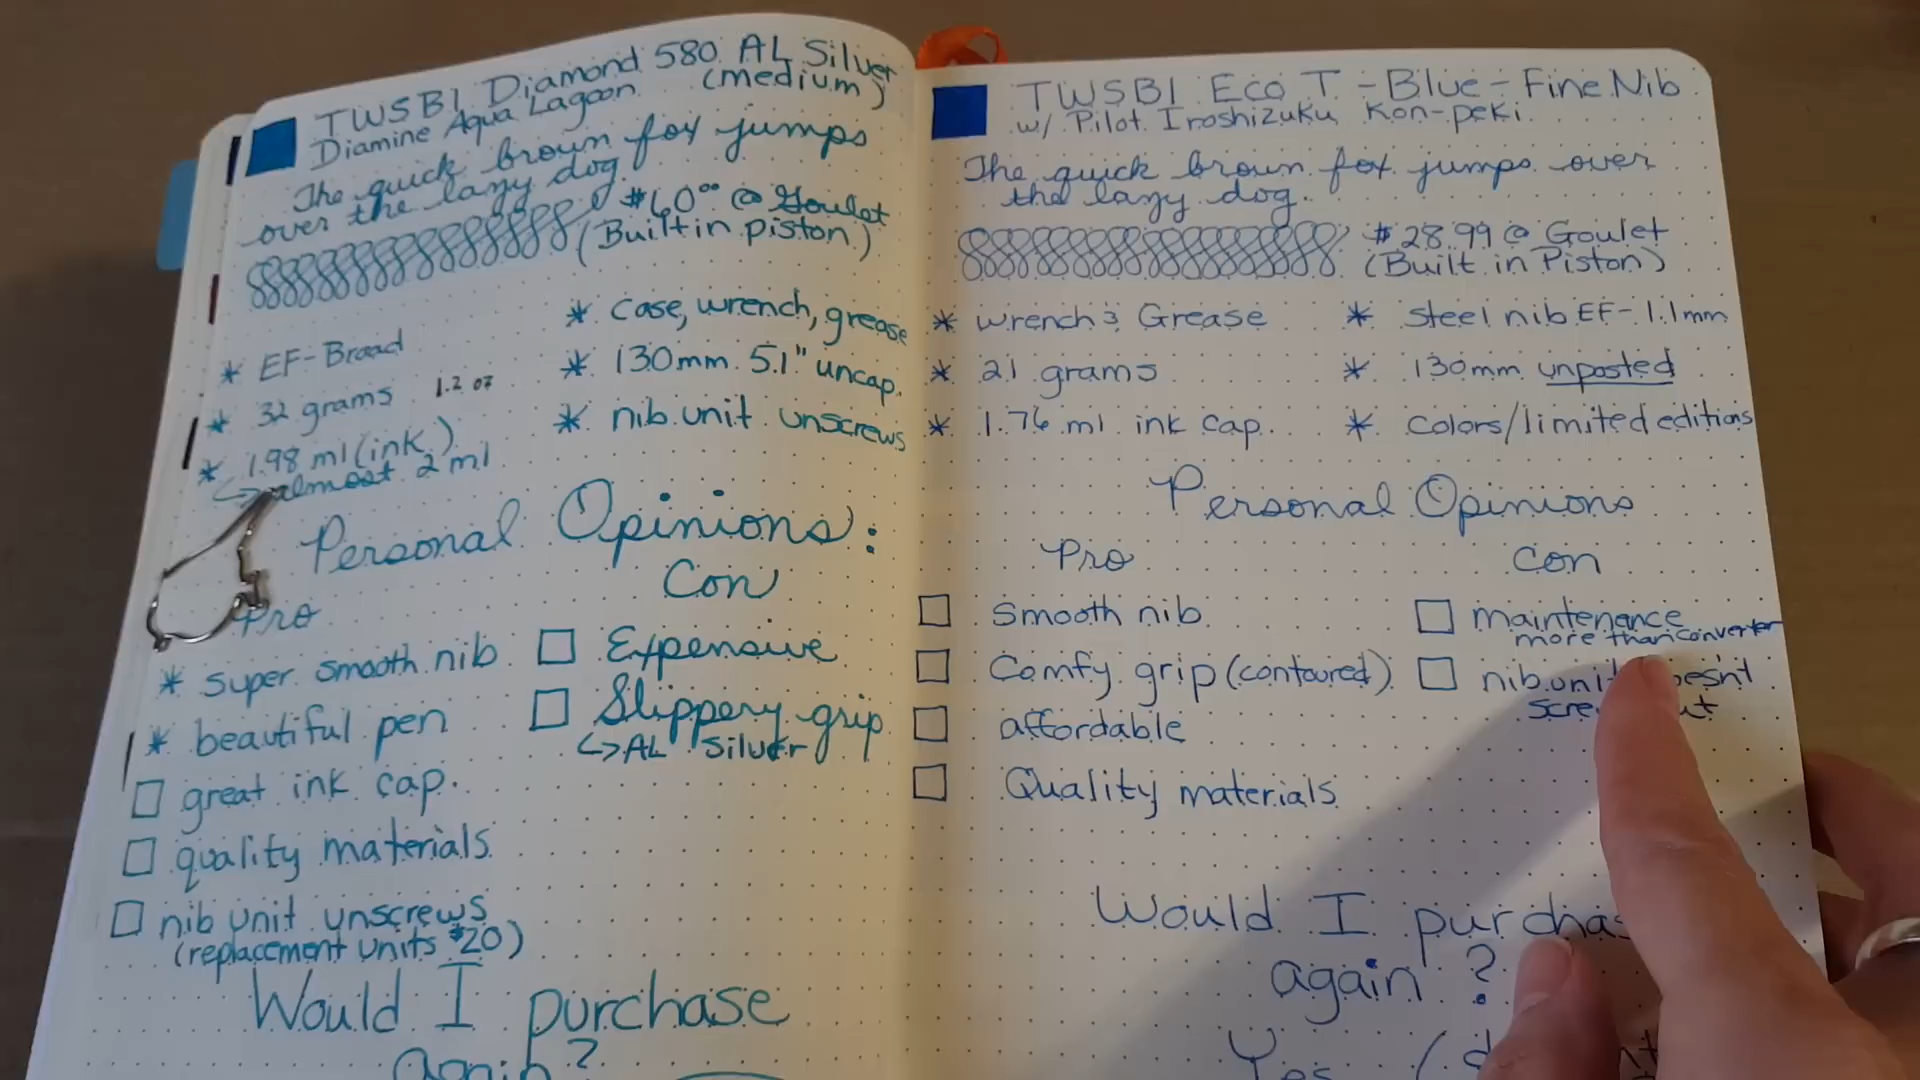 TWSBI Diamond 580 AL Silver
Diamine Aqua Lagoon (medium)
The quick brown fox jumps
over the lazy dog.
$60.00 @ Goulet
(Built in piston)
* EF-Broad
* 32 grams 1.2 oz
* 1.98 ml (ink)
↳ almost 2 ml
* case, wrench, grease
* 130mm 5.1" uncap.
* nib unit unscrews
Personal Opinions:
Pro
* super smooth nib
* beautiful pen
□ great ink cap.
□ quality materials
□ nib unit unscrews
(replacement units $20)
Con
□ Expensive
□ Slippery grip
↳ AL Silver
Would I purchase
Again?
TWSBI Eco T - Blue - Fine Nib
w/ Pilot Iroshizuku Kon-peki
The quick brown fox jumps over
the lazy dog.
$28.99 @ Goulet
(Built in Piston)
* wrench & Grease
* 21 grams
* 1.76 ml ink cap.
* steel nib EF-1.1mm
* 130mm unposted
* colors/limited editions
Personal Opinions
Pro
□ smooth nib
□ Comfy grip (contoured)
□ affordable
□ Quality materials
Con
□ maintenance
more than converter
□ nib unit doesn't
Would I
again?
Yes